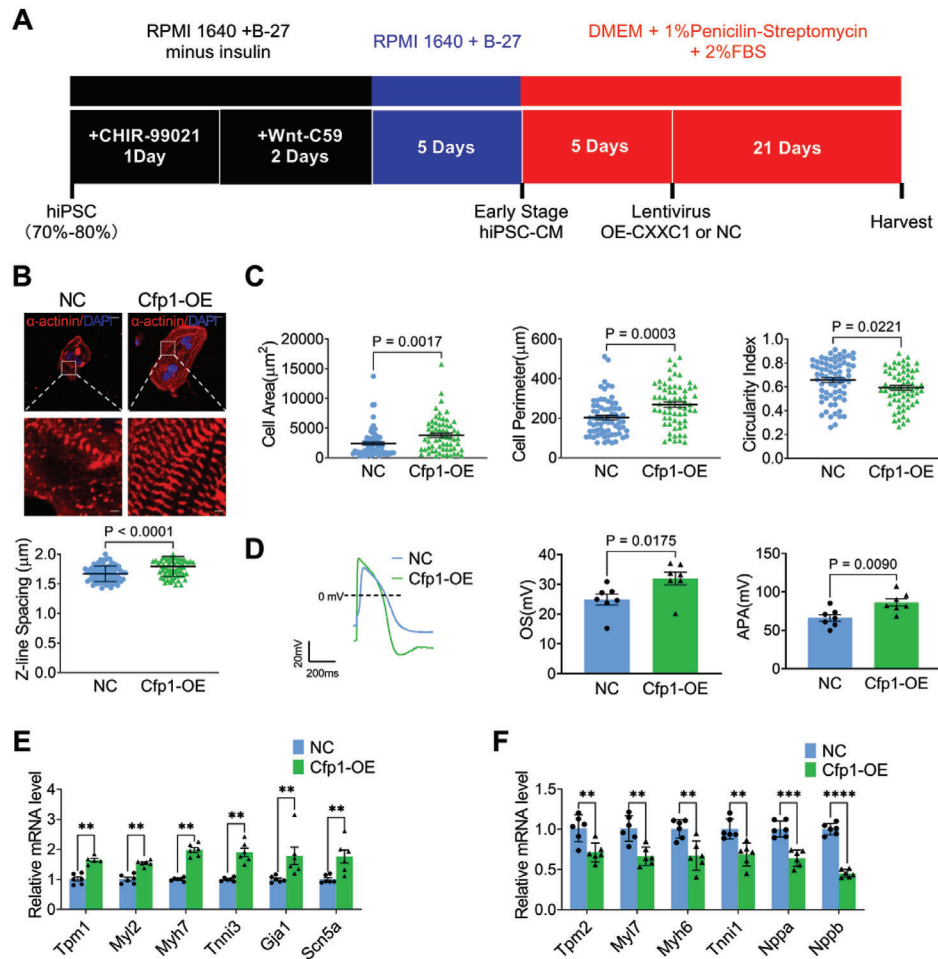 A
RPMI 1640 +B-27
minus insulin
RPMI 1640 + B-27
DMEM + 1%Penicilin-Streptomycin
+ 2%FBS
+CHIR-99021
1Day
+Wnt-C59
2 Days
5 Days
5 Days
21 Days
hiPSC
(70%-80%)
Early Stage
hiPSC-CM
Lentivirus
OE-CXXC1 or NC
Harvest
B
NC
Cfp1-OE
α-actinin/DAPI
α-actinin/DAPI
P < 0.0001
Z-line Spacing (μm)
2.0
1.5
1.0
0.5
0.0
NC
Cfp1-OE
C
Cell Area(μm²)
20000
15000
10000
5000
0
P = 0.0017
NC
Cfp1-OE
Cell Perimeter(μm)
600
400
200
0
P = 0.0003
NC
Cfp1-OE
Circularity Index
1.0
0.8
0.6
0.4
0.2
0.0
P = 0.0221
NC
Cfp1-OE
D
NC
Cfp1-OE
0 mV
20mV
200ms
OS(mV)
50
40
30
20
10
0
P = 0.0175
NC
Cfp1-OE
APA(mV)
150
100
50
0
P = 0.0090
NC
Cfp1-OE
E
NC
Cfp1-OE
Relative mRNA level
4
3
2
1
0
** ** ** ** ** **
Tpm1
Myl2
Myh7
Tnni3
Gja1
Scn5a
F
NC
Cfp1-OE
Relative mRNA level
1.5
1.0
0.5
0.0
** ** ** ** *** ****
Tpm2
Myl7
Myh6
Tnni1
Nppa
Nppb